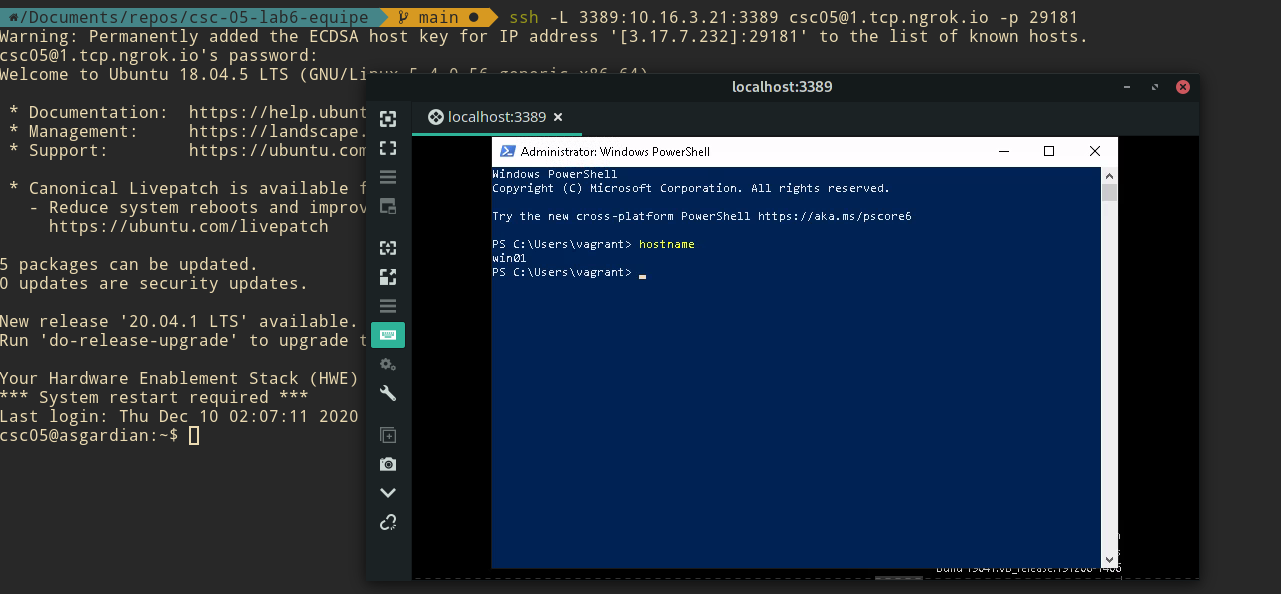 ~/Documents/repos/csc-05-lab6-equipe main ● ssh -L 3389:10.16.3.21:3389 csc05@1.tcp.ngrok.io -p 29181
Warning: Permanently added the ECDSA host key for IP address '[3.17.7.232]:29181' to the list of known hosts.
csc05@1.tcp.ngrok.io's password:
Welcome to Ubuntu 18.04.5 LTS (GNU/Linux 5.4.0-56-generic x86_64)
* Documentation: https://help.ubunt
* Management: https://landscape.
* Support: https://ubuntu.com
* Canonical Livepatch is available f
- Reduce system reboots and improv
https://ubuntu.com/livepatch
5 packages can be updated.
0 updates are security updates.
New release '20.04.1 LTS' available.
Run 'do-release-upgrade' to upgrade t
Your Hardware Enablement Stack (HWE)
*** System restart required ***
Last login: Thu Dec 10 02:07:11 2020
csc05@asgardian:~$
localhost:3389
localhost:3389 ×
Administrator: Windows PowerShell
Windows PowerShell
Copyright (C) Microsoft Corporation. All rights reserved.
Try the new cross-platform PowerShell https://aka.ms/pscore6
PS C:\Users\vagrant> hostname
win01
PS C:\Users\vagrant>
Build 19041.vb_release.191206-1406